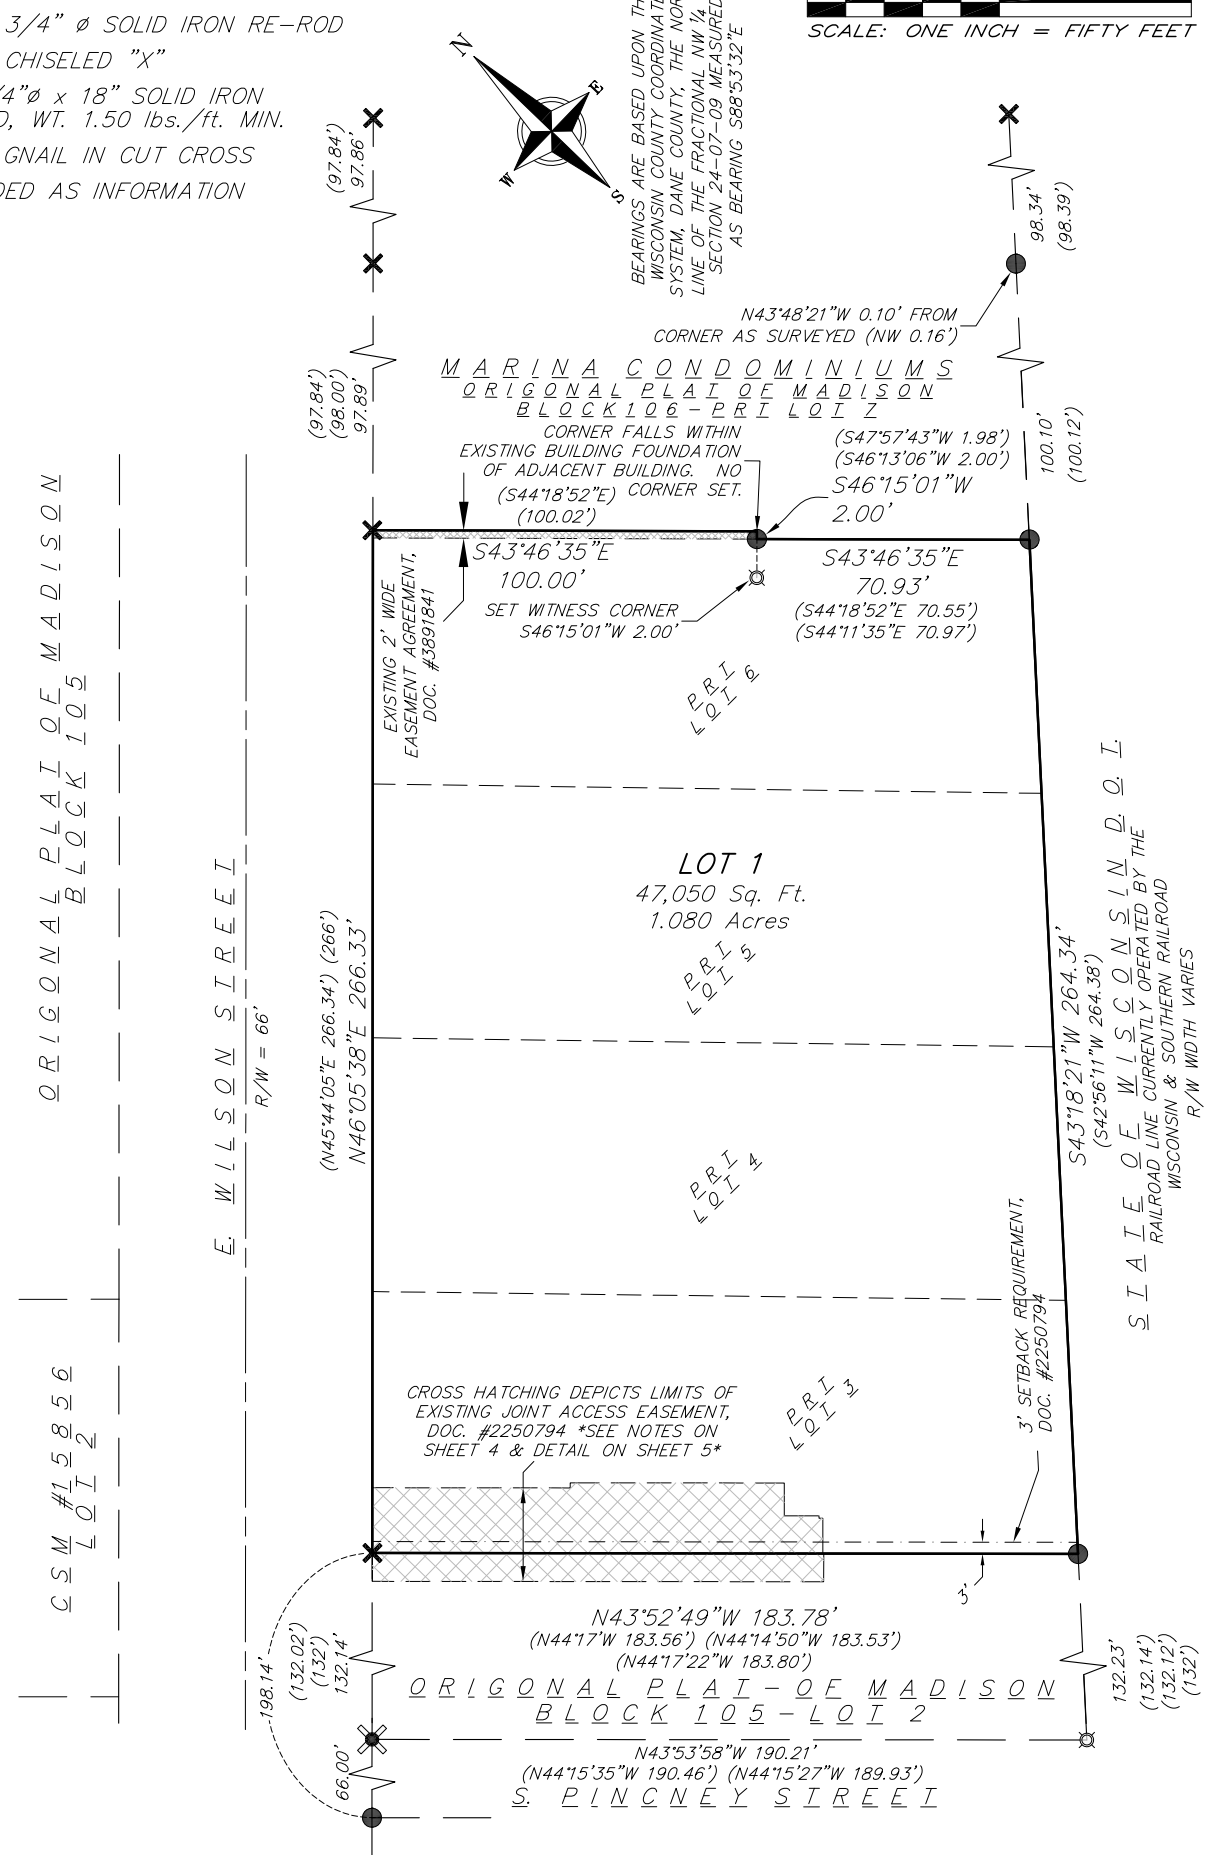 3/4" ø SOLID IRON RE-ROD
CHISELED "X"
/4"ø x 18" SOLID IRON
D, WT. 1.50 lbs./ft. MIN.
GNAIL IN CUT CROSS
DED AS INFORMATION
N
E
W
S
BEARINGS ARE BASED UPON TH
WISCONSIN COUNTY COORDINATE
SYSTEM, DANE COUNTY, THE NOR
LINE OF THE FRACTIONAL NW ¼
SECTION 24-07-09 MEASURED
AS BEARING S88°53'32"E
SCALE: ONE INCH = FIFTY FEET
(97.84')
97.86'
98.34'
(98.39')
N43°48'21"W 0.10' FROM
CORNER AS SURVEYED (NW 0.16')
(97.84')
(98.00')
97.89'
MARINA CONDOMINIUMS
ORIGONAL PLAT OF MADISON
BLOCK106-PRT LOT 7
CORNER FALLS WITHIN
EXISTING BUILDING FOUNDATION
OF ADJACENT BUILDING. NO
CORNER SET.
(S47°57'43"W 1.98')
(S46°13'06"W 2.00')
S46°15'01"W
2.00'
100.10'
(100.12')
(S44°18'52"E)
(100.02')
S43°46'35"E
100.00'
S43°46'35"E
70.93'
(S44°18'52"E 70.55')
(S44°11'35"E 70.97')
SET WITNESS CORNER
S46°15'01"W 2.00'
EXISTING 2' WIDE
EASEMENT AGREEMENT,
DOC. #3891841
ORIGONAL PLAT OF MADISON
BLOCK 105
PRT
LOT 6
E. WILSON STREET
R/W = 66'
LOT 1
47,050 Sq. Ft.
1.080 Acres
PRT
LOT 5
(N45°44'05"E 266.34') (266')
N46°05'38"E 266.33'
S43°18'21"W 264.34'
(S42°56'11"W 264.38')
STATE OF WISCONSIN D.O.T.
RAILROAD LINE CURRENTLY OPERATED BY THE
WISCONSIN & SOUTHERN RAILROAD
R/W WIDTH VARIES
PRT
LOT 4
3' SETBACK REQUIREMENT,
DOC. #2250794
CSM #15856
LOT 2
CROSS HATCHING DEPICTS LIMITS OF
EXISTING JOINT ACCESS EASEMENT,
DOC. #2250794 *SEE NOTES ON
SHEET 4 & DETAIL ON SHEET 5*
PRT
LOT 3
3'
N43°52'49"W 183.78'
(N44°17'W 183.56') (N44°14'50"W 183.53')
(N44°17'22"W 183.80')
ORIGONAL PLAT-OF MADISON
BLOCK 105-LOT 2
198.14'
(132.02')
(132')
132.14'
132.23'
(132.14')
(132.12')
(132')
66.00'
N43°53'58"W 190.21'
(N44°15'35"W 190.46') (N44°15'27"W 189.93')
S. PINCNEY STREET